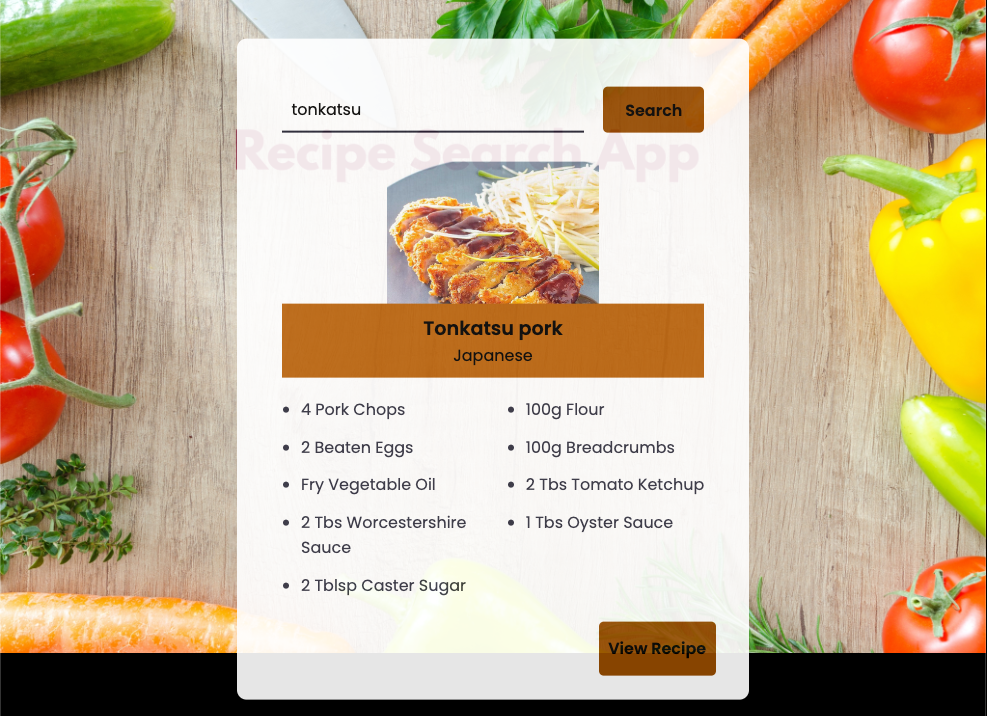 tonkatsu
Search
Recipe Search App
Tonkatsu pork
Japanese
4 Pork Chops
100g Flour
2 Beaten Eggs
100g Breadcrumbs
Fry Vegetable Oil
2 Tbs Tomato Ketchup
2 Tbs Worcestershire
Sauce
1 Tbs Oyster Sauce
2 Tblsp Caster Sugar
View Recipe